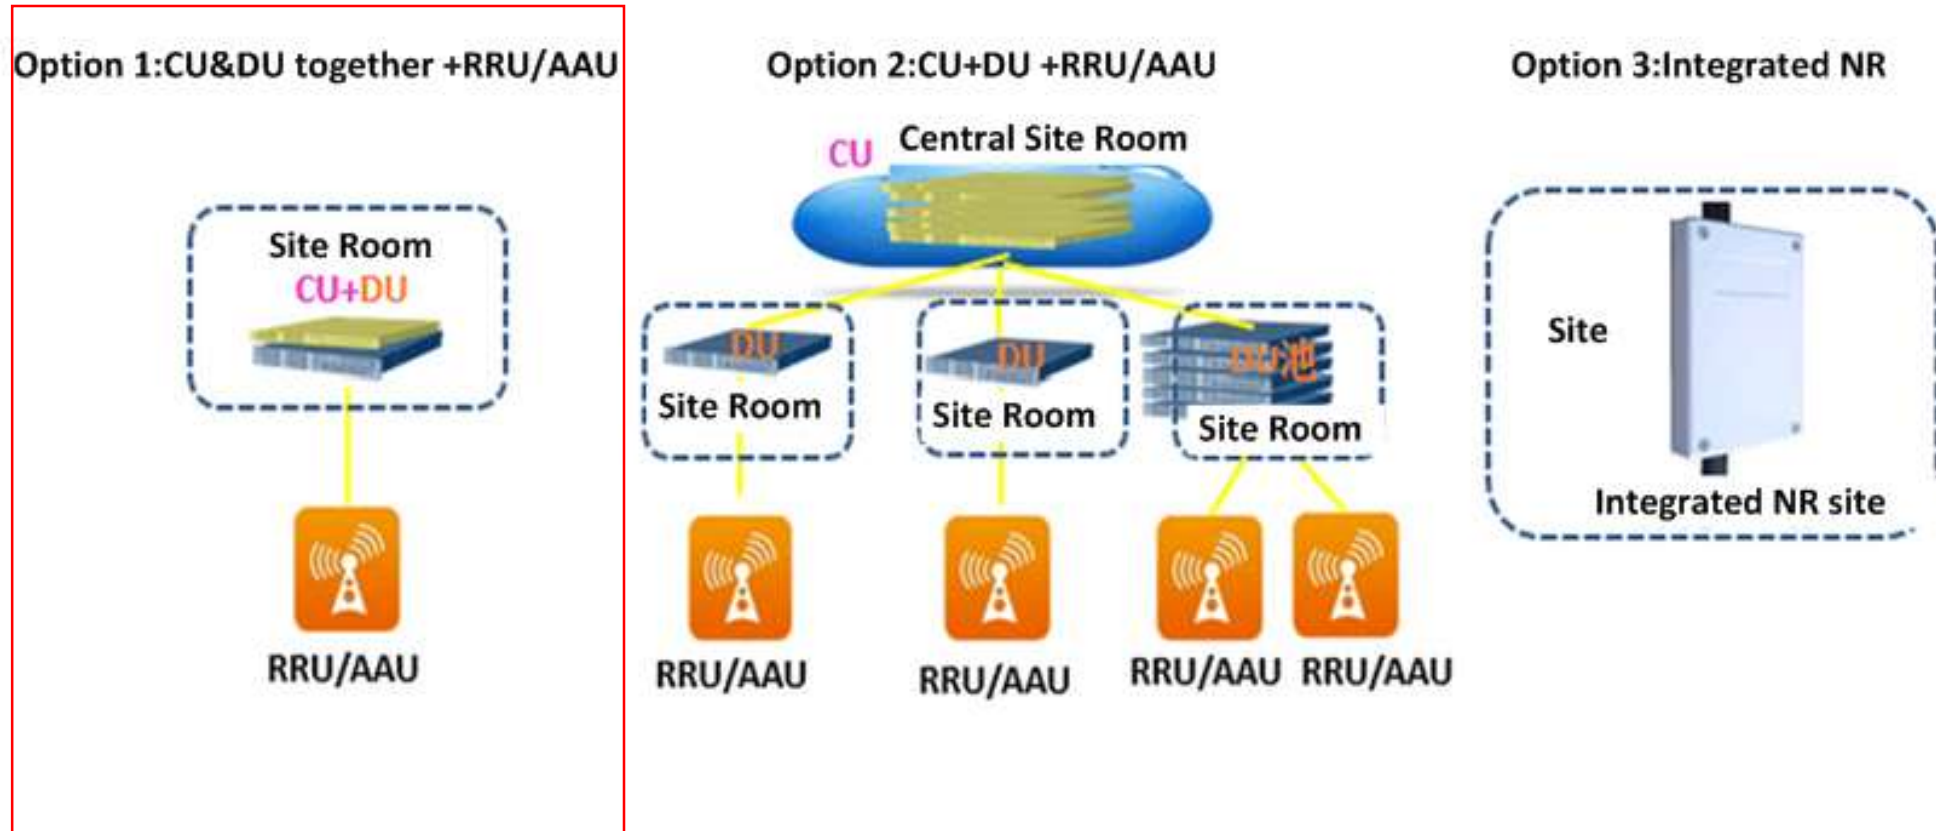 Option 1:CU&DU together +RRU/AAU
Site Room
CU+DU
RRU/AAU
Option 2:CU+DU +RRU/AAU
CU Central Site Room
DU
Site Room
RRU/AAU
DU
Site Room
RRU/AAU
DU池
Site Room
RRU/AAU RRU/AAU
Option 3:Integrated NR
Site
Integrated NR site